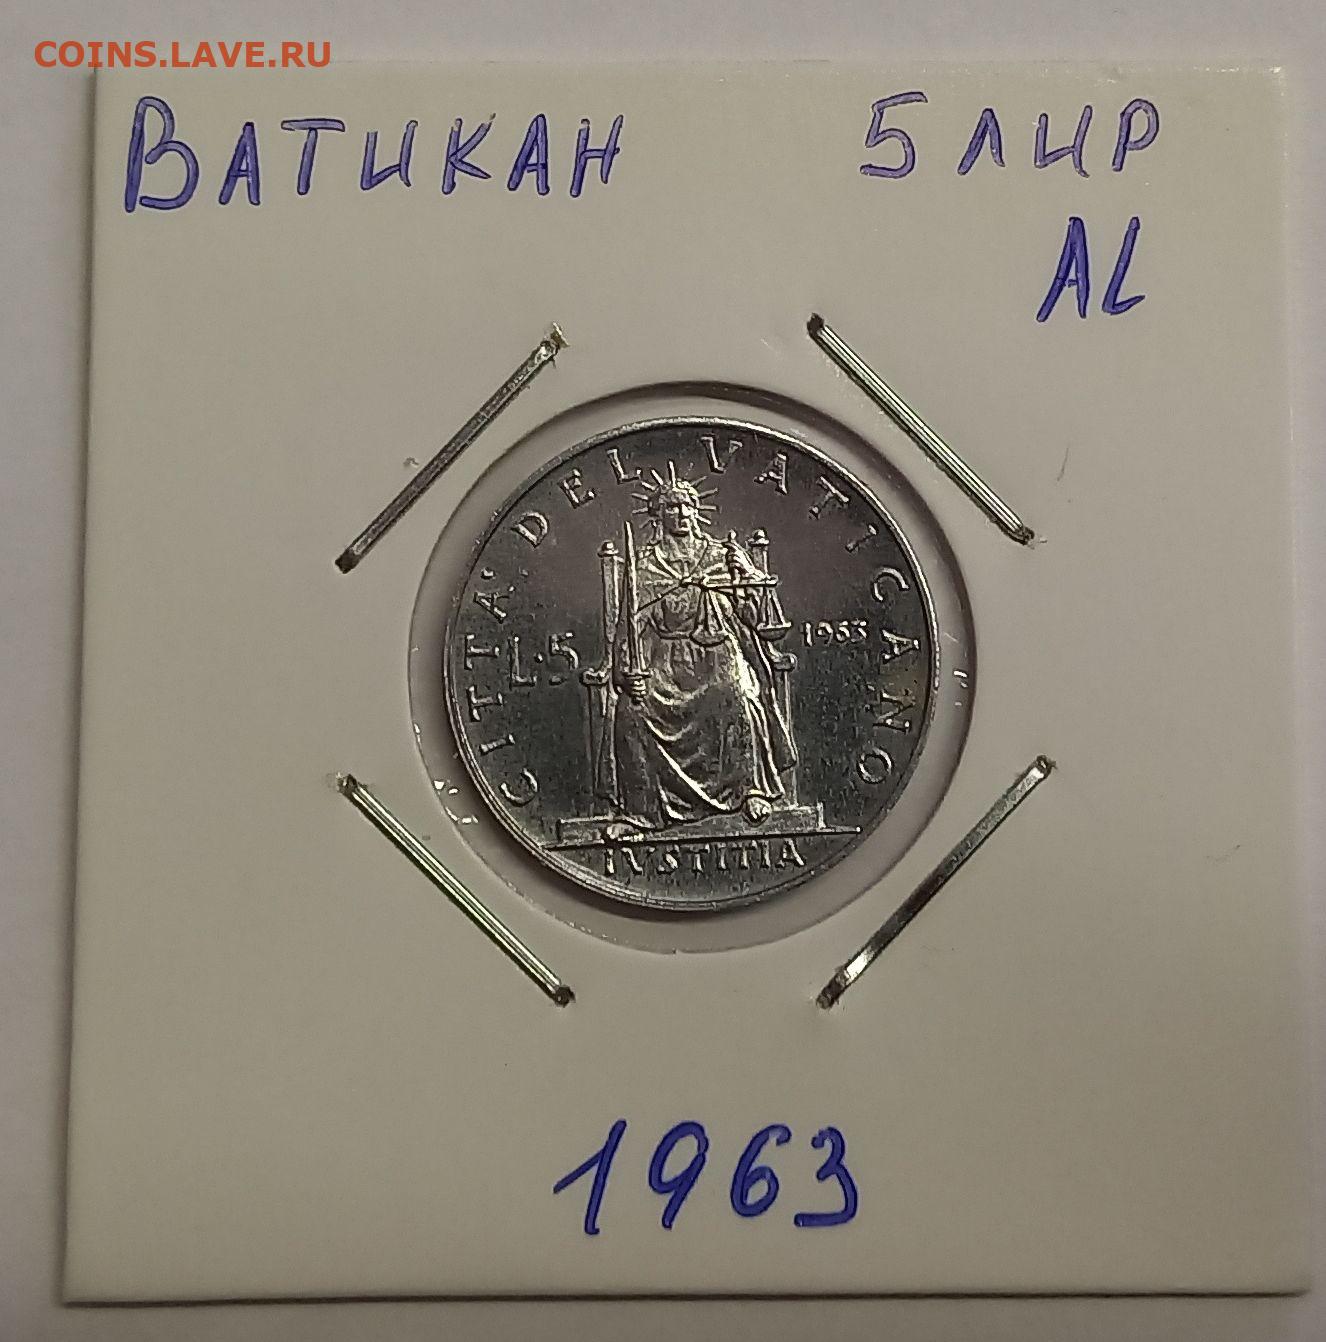 COINS.LAVE.RU
ВАТИКАН 5 ЛИР
AL
CITTA' DEL VATICANO
L.5 1963
IVSTITIA
1963